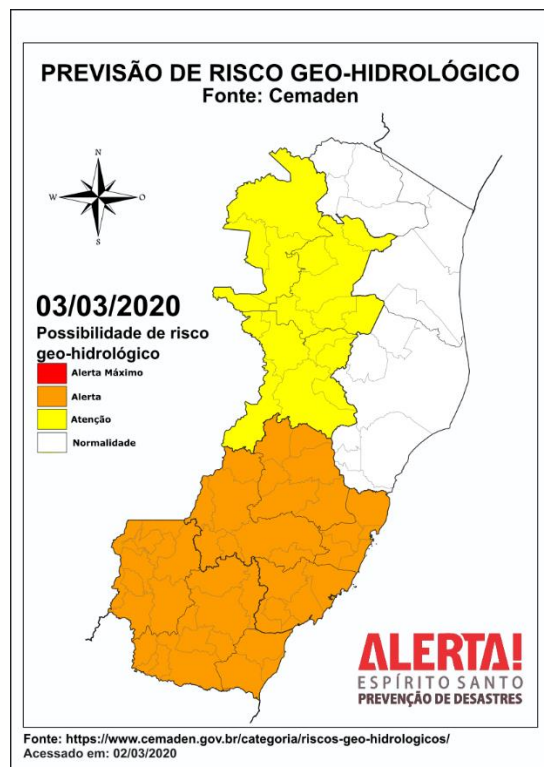 PREVISÃO DE RISCO GEO-HIDROLÓGICO
Fonte: Cemaden
N
W
O
S
03/03/2020
Possibilidade de risco
geo-hidrológico
Alerta Máximo
Alerta
Atenção
Normalidade
ALERTA!
ESPÍRITO SANTO
PREVENÇÃO DE DESASTRES
Fonte: https://www.cemaden.gov.br/categoria/riscos-geo-hidrologicos/
Acessado em: 02/03/2020